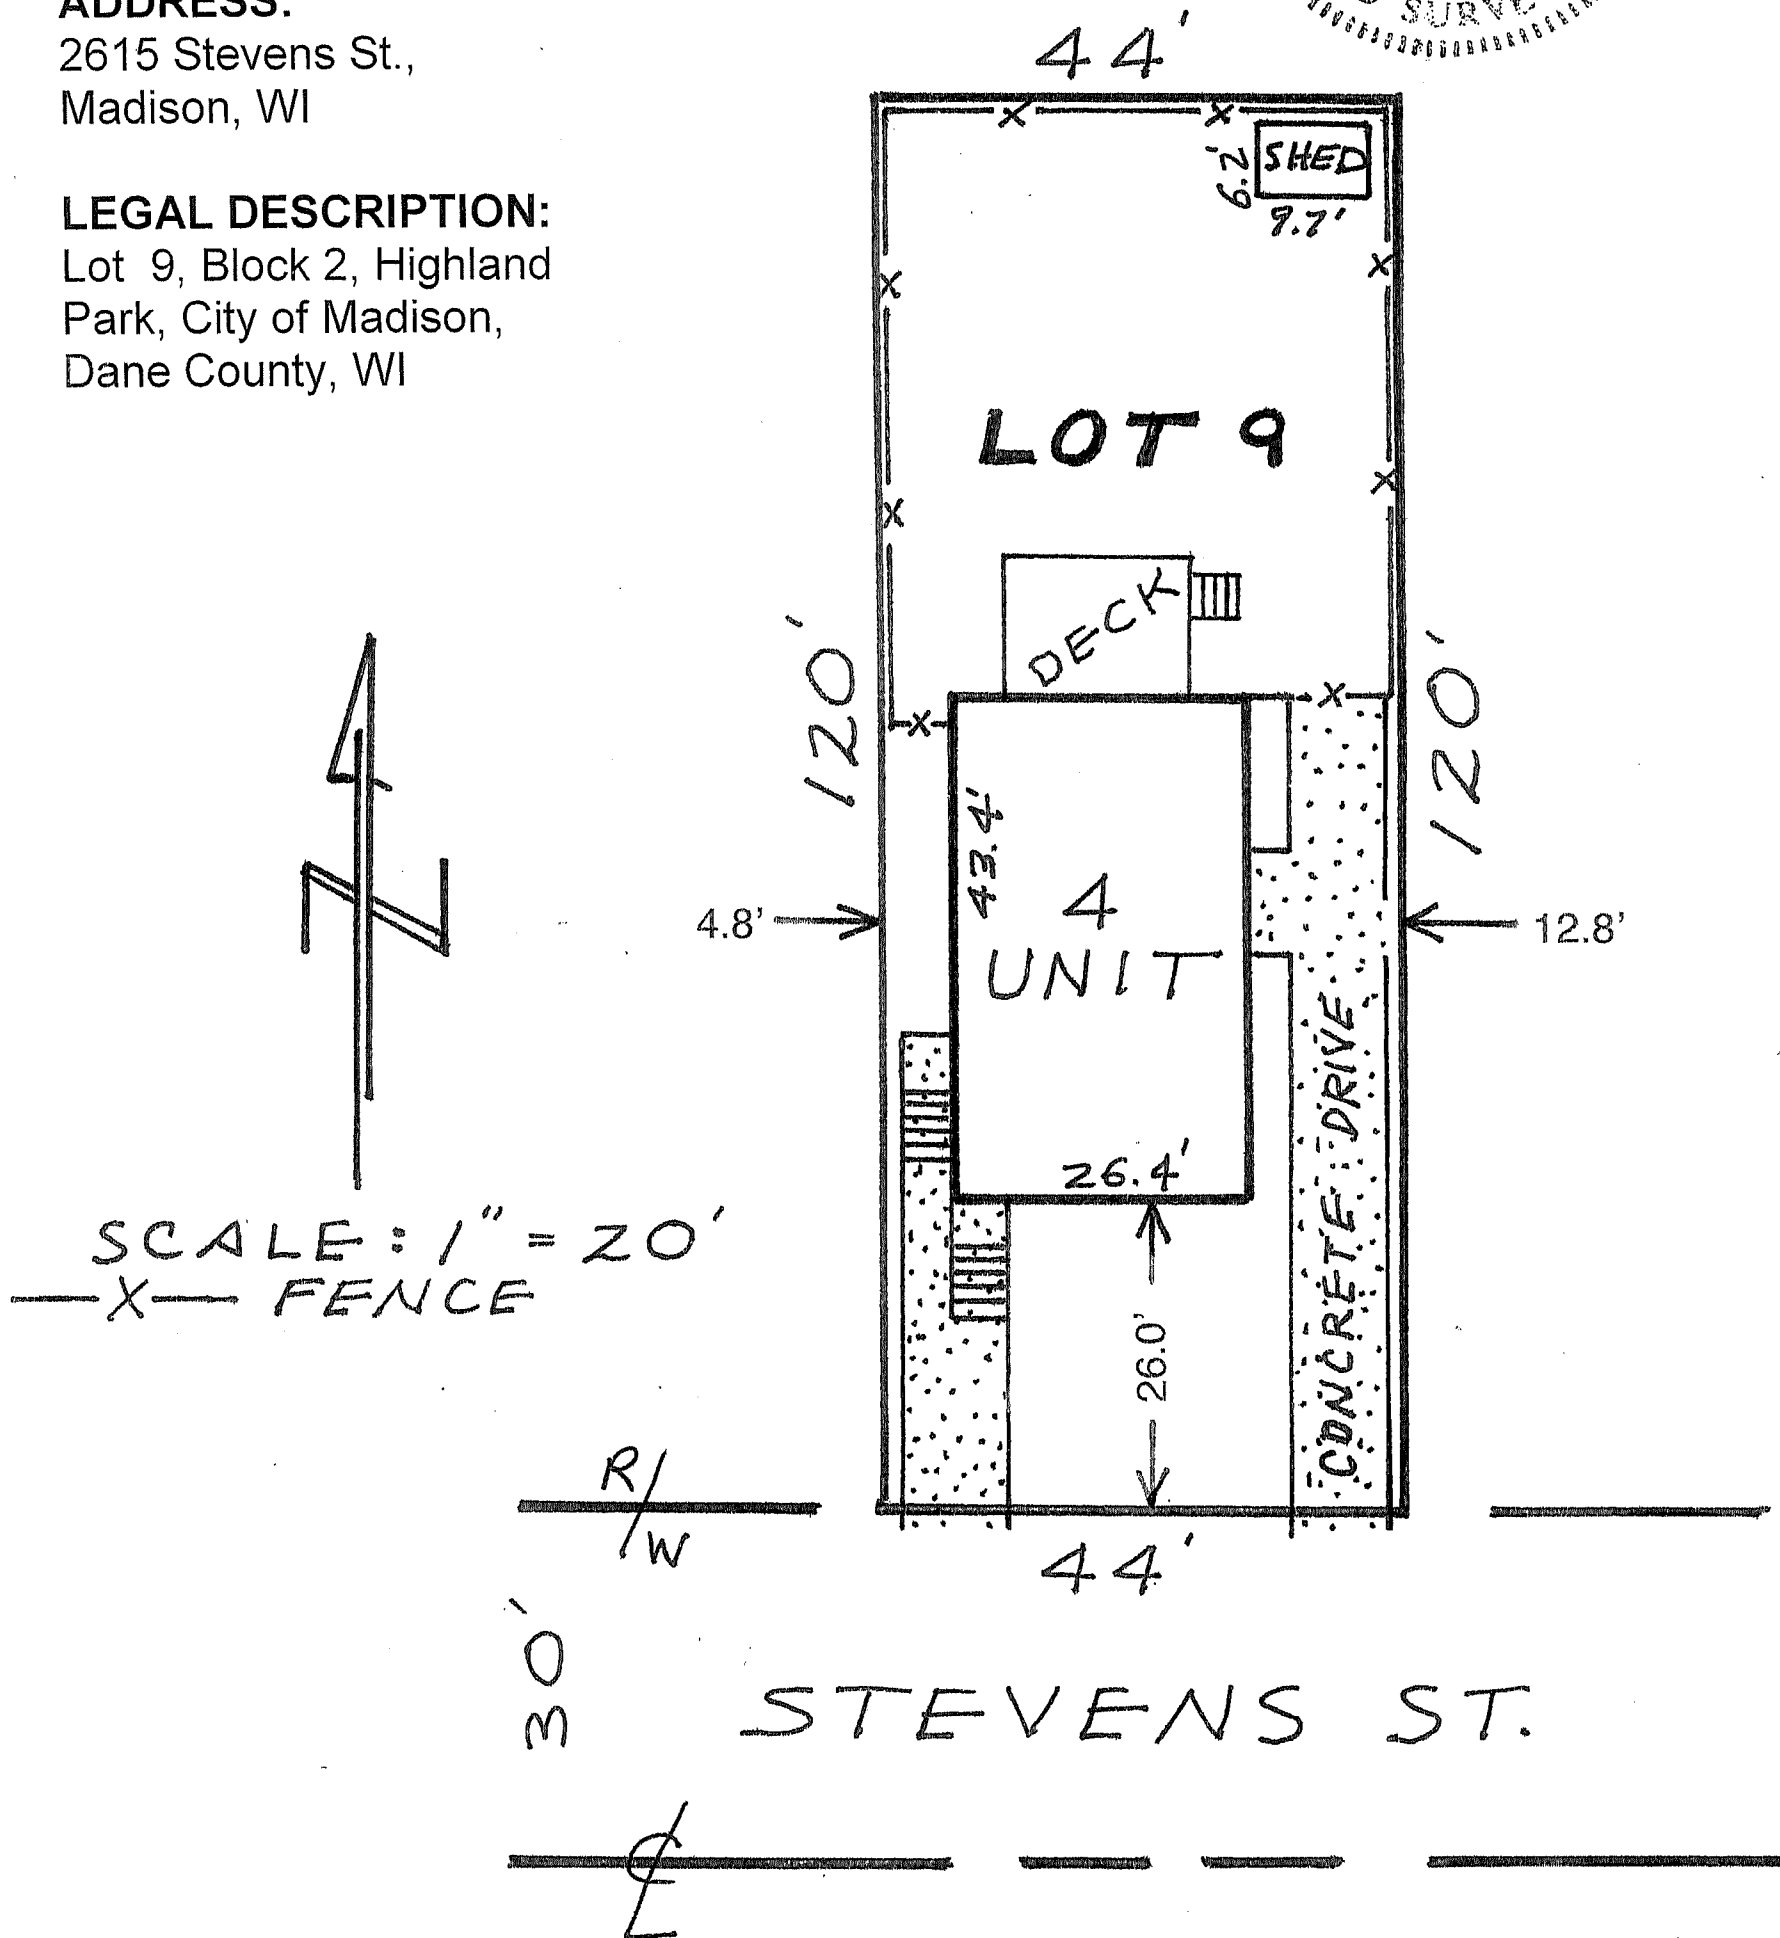 ADDRESS:
2615 Stevens St.,
Madison, WI
LEGAL DESCRIPTION:
Lot 9, Block 2, Highland
Park, City of Madison,
Dane County, WI
SURVE
44'
SHED
6.2'
9.7'
LOT 9
DECK
120'
120'
43.4'
4
UNIT
4.8'
12.8'
26.4'
CONCRETE DRIVE
26.0'
N
SCALE: 1" = 20'
—X— FENCE
R/W
44'
30'
STEVENS ST.
℄